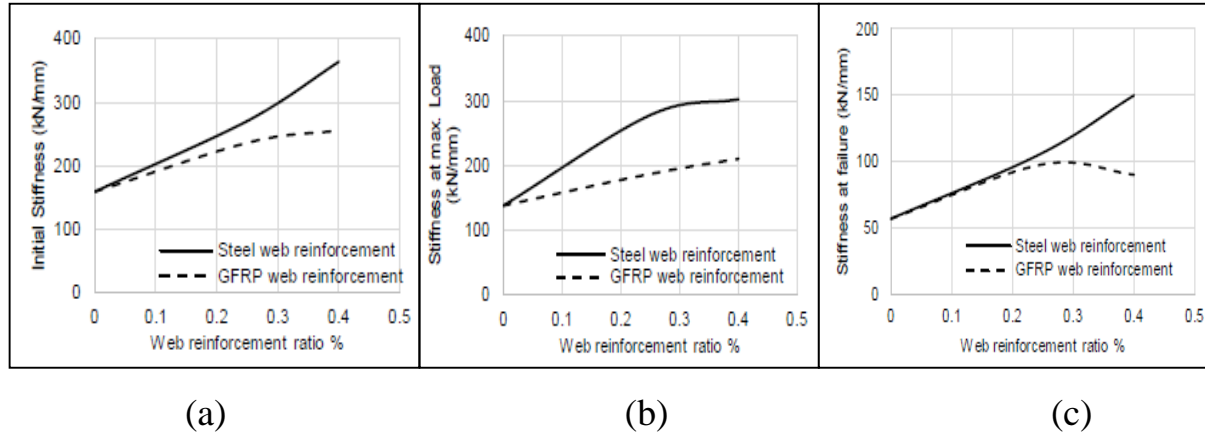 Initial Stiffness (kN/mm)
400
300
200
100
0
Steel web reinforcement
GFRP web reinforcement
0 0.1 0.2 0.3 0.4 0.5
Web reinforcement ratio %
(a)
Stiffness at max. Load
(kN/mm)
400
300
200
100
0
Steel web reinforcement
GFRP web reinforcement
0 0.1 0.2 0.3 0.4 0.5
Web reinforcement ratio %
(b)
Stiffness at failure (kN/mm)
200
150
100
50
0
Steel web reinforcement
GFRP web reinforcement
0 0.1 0.2 0.3 0.4 0.5
Web reinforcement ratio %
(c)